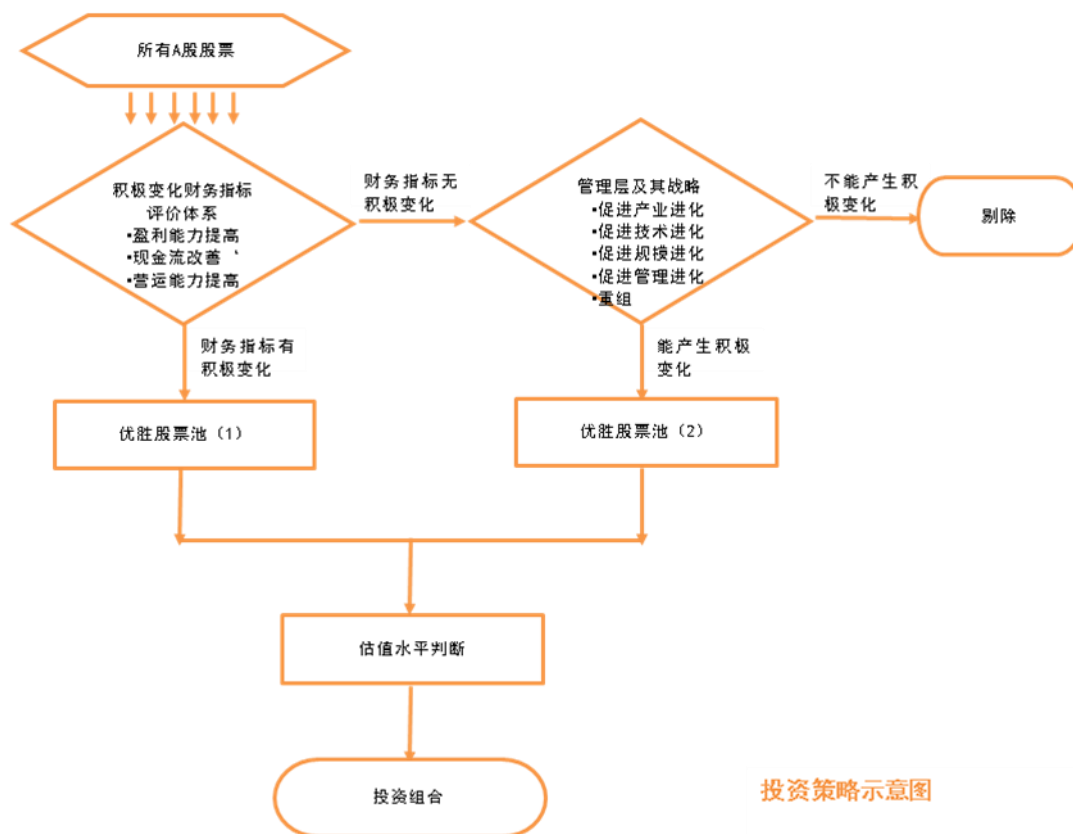 所有A股股票
积极变化财务指标
评价体系
▪盈利能力提高
▪现金流改善 `
▪营运能力提高
财务指标无
积极变化
管理层及其战略
▪促进产业进化
▪促进技术进化
▪促进规模进化
▪促进管理进化
▪重组
不能产生积
极变化
剔除
财务指标有
积极变化
能产生积极
变化
优胜股票池（1）
优胜股票池（2）
估值水平判断
投资组合
投资策略示意图